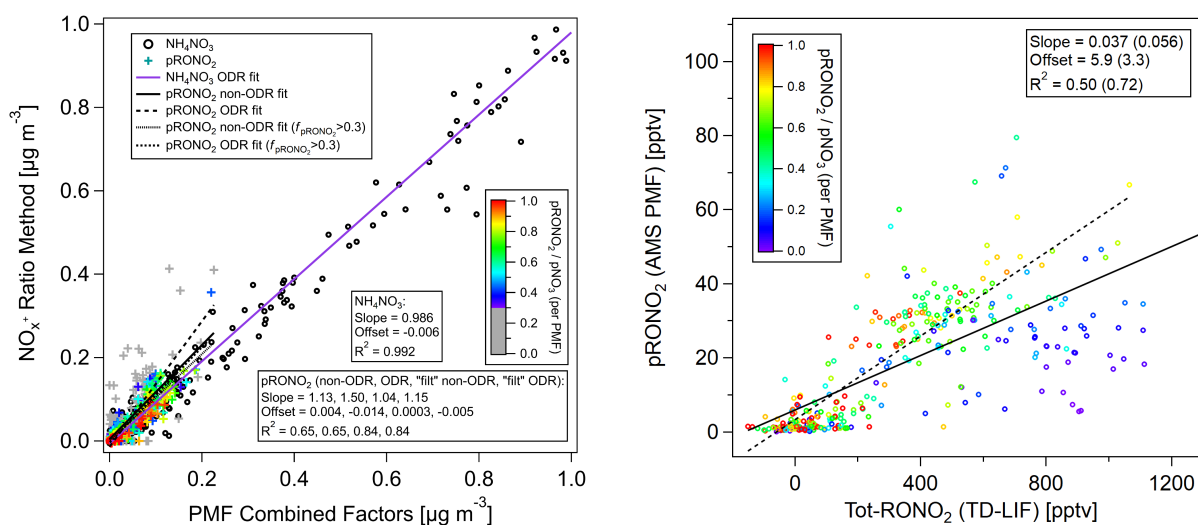 NOₓ⁺ Ratio Method [µg m⁻³]
1.0
0.8
0.6
0.4
0.2
0.0
NH₄NO₃
pRONO₂
NH₄NO₃ ODR fit
pRONO₂ non-ODR fit
pRONO₂ ODR fit
pRONO₂ non-ODR fit (f_pRONO₂>0.3)
pRONO₂ ODR fit (f_pRONO₂>0.3)
1.0
0.8
0.6
0.4
0.2
0.0
pRONO₂ / pNO₃ (per PMF)
NH₄NO₃:
Slope = 0.986
Offset = -0.006
R² = 0.992
pRONO₂ (non-ODR, ODR, "filt" non-ODR, "filt" ODR):
Slope = 1.13, 1.50, 1.04, 1.15
Offset = 0.004, -0.014, 0.0003, -0.005
R² = 0.65, 0.65, 0.84, 0.84
0.0 0.2 0.4 0.6 0.8 1.0
PMF Combined Factors [µg m⁻³]
pRONO₂ (AMS PMF) [pptv]
100
80
60
40
20
0
1.0
0.8
0.6
0.4
0.2
0.0
pRONO₂ / pNO₃ (per PMF)
Slope = 0.037 (0.056)
Offset = 5.9 (3.3)
R² = 0.50 (0.72)
0 400 800 1200
Tot-RONO₂ (TD-LIF) [pptv]